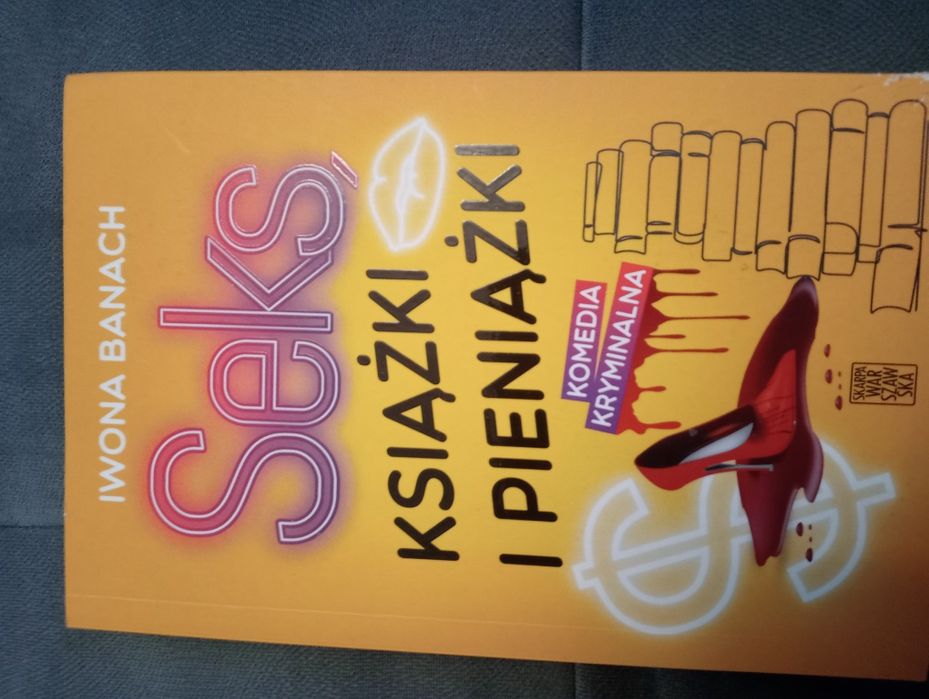 IWONA BANACH
Seks,
KSIĄŻKI
I PIENIĄŻKI
KOMEDIA
KRYMINALNA
SKARPA
WAR
SZAW
SKA